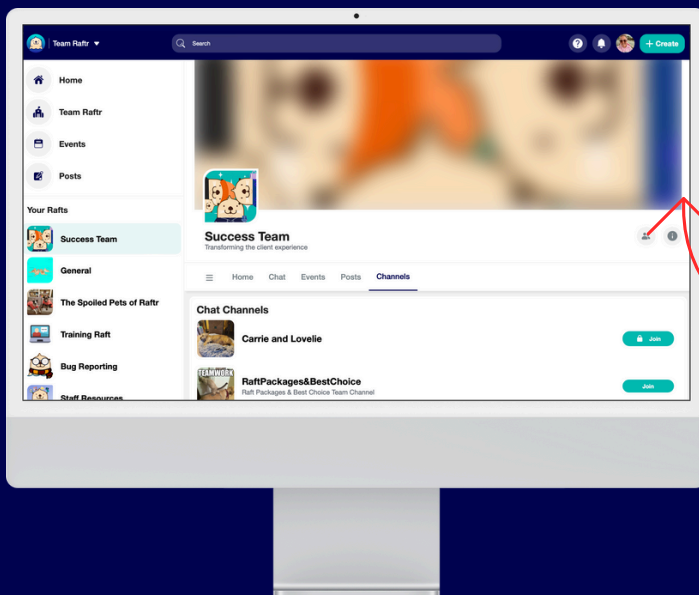 Team Raftr
Search
+ Create
Home
Team Raftr
Events
Posts
Your Rafts
Success Team
General
The Spoiled Pets of Raftr
Training Raft
Bug Reporting
Staff Resources
Success Team
Transforming the client experience
Home Chat Events Posts Channels
Chat Channels
Carrie and Lovelie
Join
TEAMWORK
RaftPackages&BestChoice
Raft Packages & Best Choice Team Channel
Join